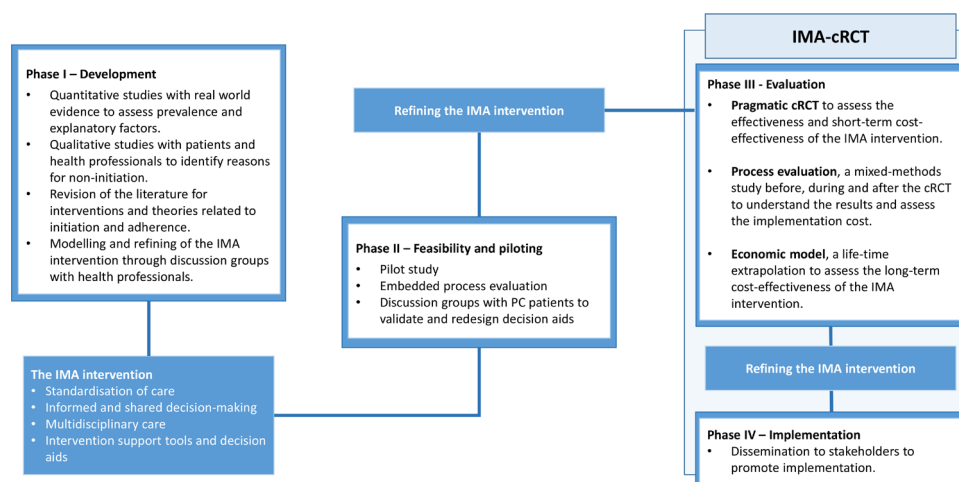 Phase I – Development
• Quantitative studies with real world
evidence to assess prevalence and
explanatory factors.
• Qualitative studies with patients and
health professionals to identify reasons
for non-initiation.
• Revision of the literature for
interventions and theories related to
initiation and adherence.
• Modelling and refining of the IMA
intervention through discussion groups
with health professionals.
The IMA intervention
• Standardisation of care
• Informed and shared decision-making
• Multidisciplinary care
• Intervention support tools and decision
aids
Refining the IMA intervention
Phase II – Feasibility and piloting
• Pilot study
• Embedded process evaluation
• Discussion groups with PC patients to
validate and redesign decision aids
IMA-cRCT
Phase III - Evaluation
• Pragmatic cRCT to assess the
effectiveness and short-term cost-
effectiveness of the IMA intervention.
• Process evaluation, a mixed-methods
study before, during and after the cRCT
to understand the results and assess
the implementation cost.
• Economic model, a life-time
extrapolation to assess the long-term
cost-effectiveness of the IMA
intervention.
Refining the IMA intervention
Phase IV – Implementation
• Dissemination to stakeholders to
promote implementation.